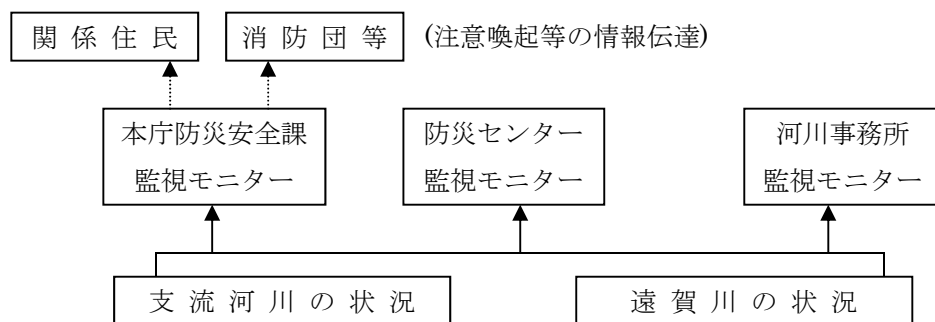 関係住民
消防団等
(注意喚起等の情報伝達)
本庁防災安全課
監視モニター
防災センター
監視モニター
河川事務所
監視モニター
支流河川の状況
遠賀川の状況